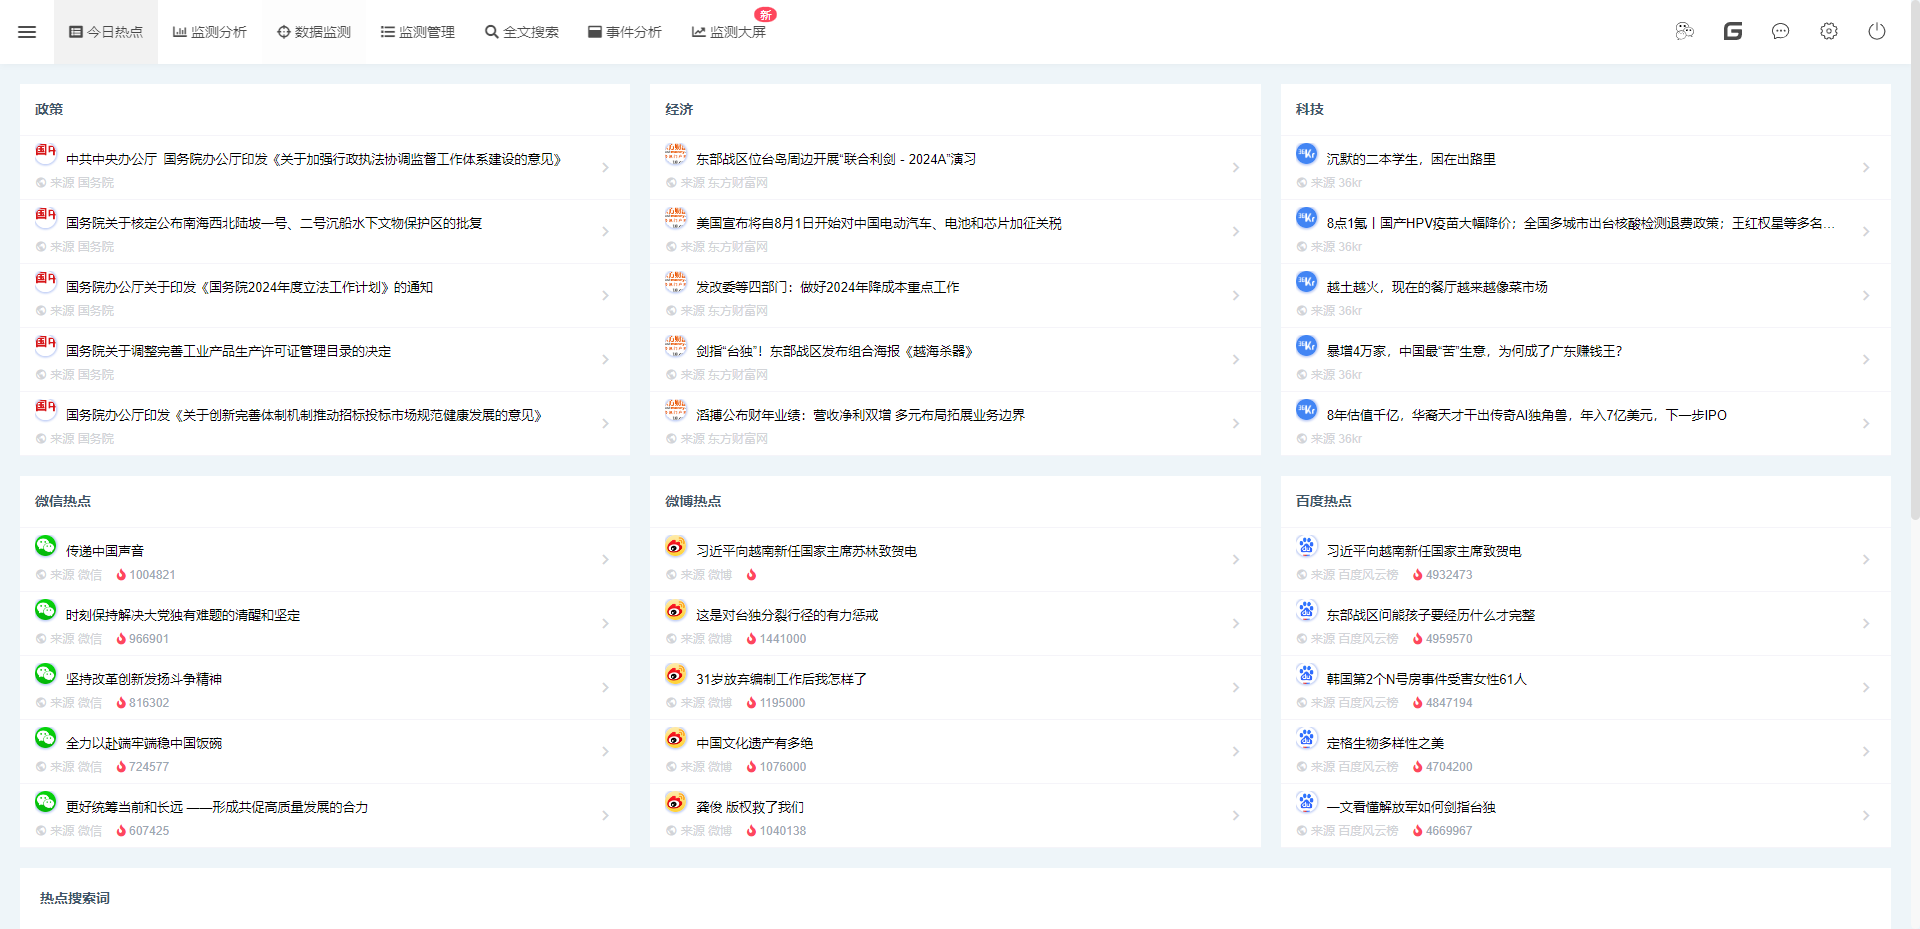 今日热点 监测分析 数据监测 监测管理 全文搜索 事件分析 监测大屏 新
政策
中共中央办公厅 国务院办公厅印发《关于加强行政执法协调监督工作体系建设的意见》
来源 国务院
国务院关于核定公布南海西北陆坡一号、二号沉船水下文物保护区的批复
来源 国务院
国务院办公厅关于印发《国务院2024年度立法工作计划》的通知
来源 国务院
国务院关于调整完善工业产品生产许可证管理目录的决定
来源 国务院
国务院办公厅印发《关于创新完善体制机制推动招标投标市场规范健康发展的意见》
来源 国务院
经济
东部战区位台岛周边开展“联合利剑－2024A”演习
来源 东方财富网
美国宣布将自8月1日开始对中国电动汽车、电池和芯片加征关税
来源 东方财富网
发改委等四部门：做好2024年降成本重点工作
来源 东方财富网
剑指“台独”！东部战区发布组合海报《越海杀器》
来源 东方财富网
滔搏公布财年业绩：营收净利双增 多元布局拓展业务边界
来源 东方财富网
科技
沉默的二本学生，困在出路里
来源 36kr
8点1氪丨国产HPV疫苗大幅降价；全国多城市出台核酸检测退费政策；王红权星等多名...
来源 36kr
越土越火，现在的餐厅越来越像菜市场
来源 36kr
暴增4万家，中国最“苦”生意，为何成了广东赚钱王？
来源 36kr
8年估值千亿，华裔天才干出传奇AI独角兽，年入7亿美元，下一步IPO
来源 36kr
微信热点
传递中国声音
来源 微信 1004821
时刻保持解决大党独有难题的清醒和坚定
来源 微信 966901
坚持改革创新发扬斗争精神
来源 微信 816302
全力以赴端牢端稳中国饭碗
来源 微信 724577
更好统筹当前和长远 ——形成共促高质量发展的合力
来源 微信 607425
微博热点
习近平向越南新任国家主席苏林致贺电
来源 微博
这是对台独分裂行径的有力惩戒
来源 微博 1441000
31岁放弃编制工作后我怎样了
来源 微博 1195000
中国文化遗产有多绝
来源 微博 1076000
龚俊 版权救了我们
来源 微博 1040138
百度热点
习近平向越南新任国家主席致贺电
来源 百度风云榜 4932473
东部战区问熊孩子要经历什么才完整
来源 百度风云榜 4959570
韩国第2个N号房事件受害女性61人
来源 百度风云榜 4847194
定格生物多样性之美
来源 百度风云榜 4704200
一文看懂解放军如何剑指台独
来源 百度风云榜 4669967
热点搜索词